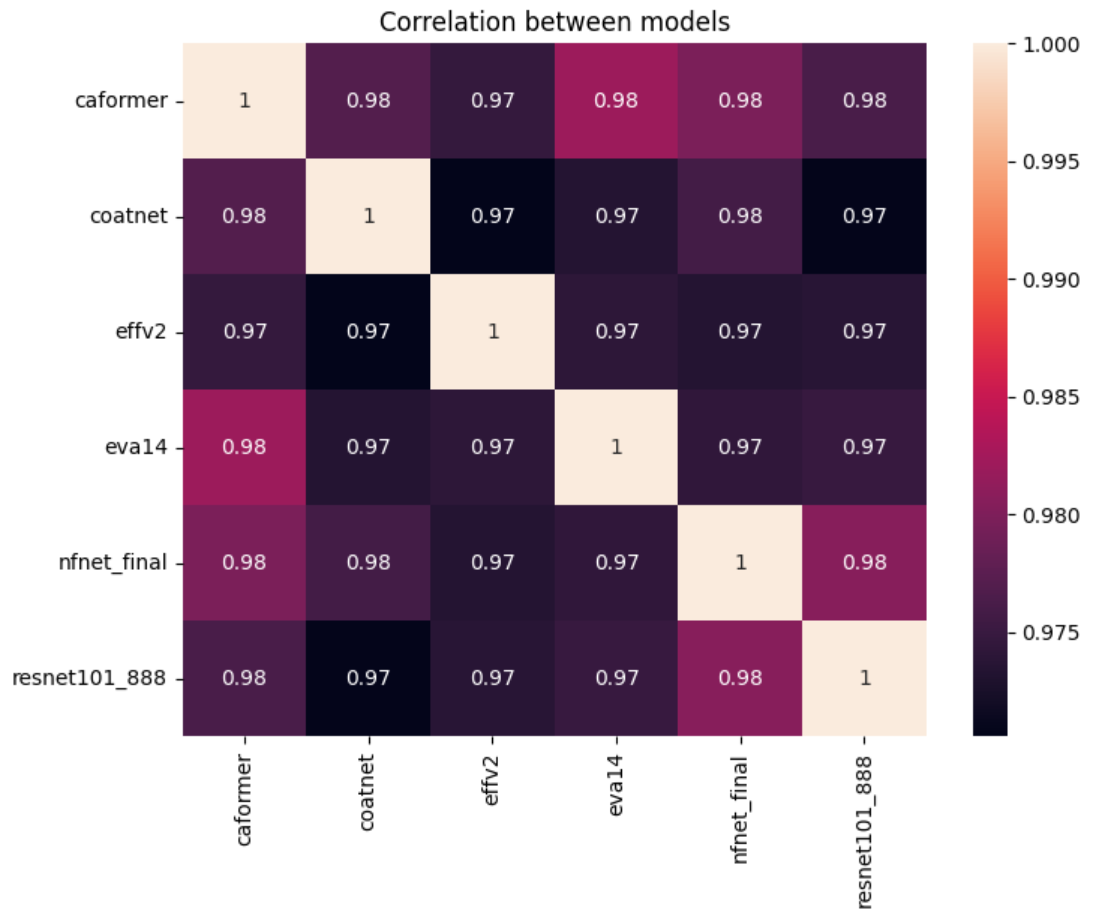 Correlation between models
caformer 1 0.98 0.97 0.98 0.98 0.98
coatnet 0.98 1 0.97 0.97 0.98 0.97
effv2 0.97 0.97 1 0.97 0.97 0.97
eva14 0.98 0.97 0.97 1 0.97 0.97
nfnet_final 0.98 0.98 0.97 0.97 1 0.98
resnet101_888 0.98 0.97 0.97 0.97 0.98 1
caformer coatnet effv2 eva14 nfnet_final resnet101_888
1.000
0.995
0.990
0.985
0.980
0.975